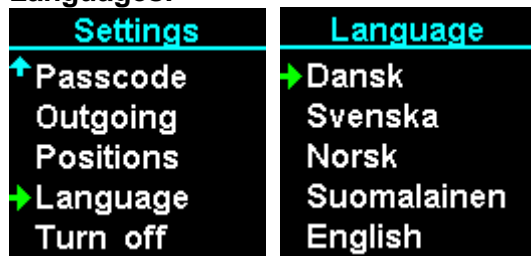 Languages:
Settings
Passcode
Outgoing
Positions
Language
Turn off
Language
Dansk
Svenska
Norsk
Suomalainen
English